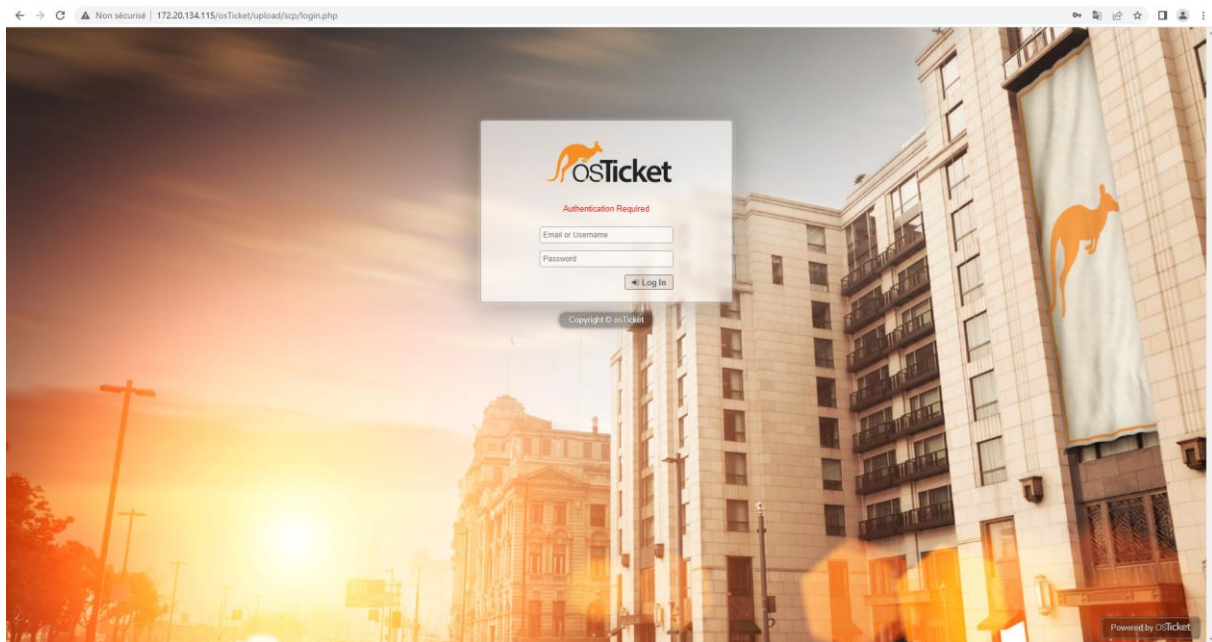 Non sécurisé | 172.20.134.115/osTicket/upload/scp/login.php
osTicket
Authentication Required
Email or Username
Password
Log In
Copyright © osTicket
Powered by osTicket